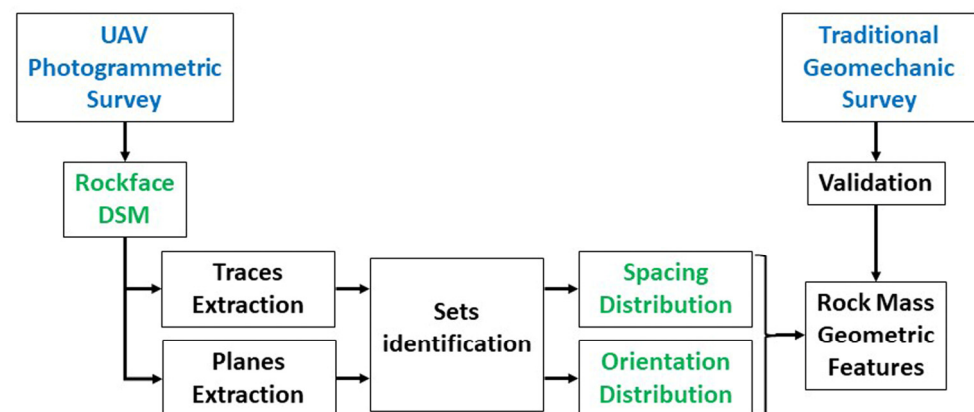 UAV
Photogrammetric
Survey
Traditional
Geomechanic
Survey
Rockface
DSM
Validation
Traces
Extraction
Sets
identification
Spacing
Distribution
Rock Mass
Geometric
Features
Planes
Extraction
Orientation
Distribution